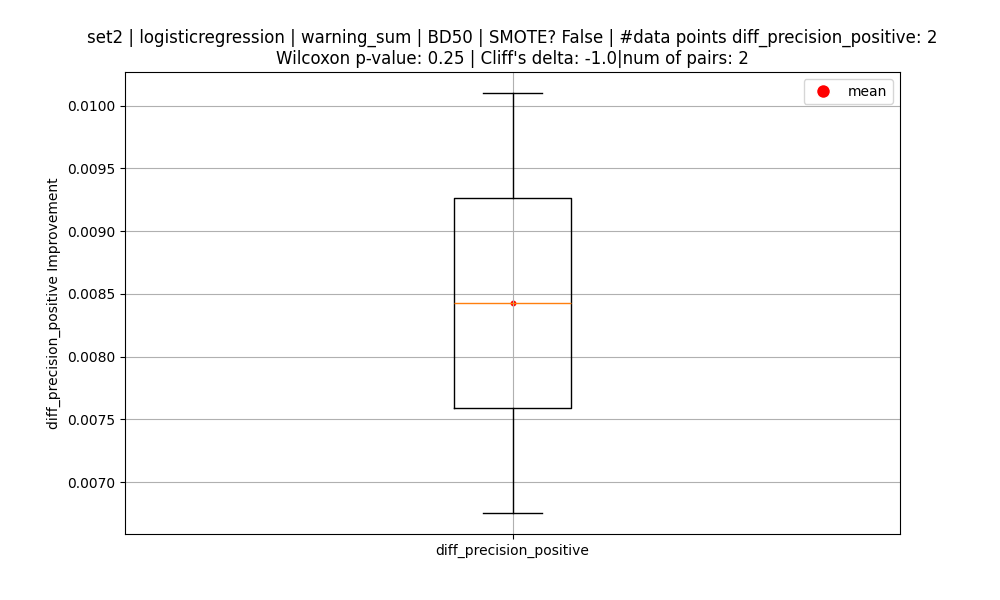 set2 | logisticregression | warning_sum | BD50 | SMOTE? False | #data points diff_precision_positive: 2
Wilcoxon p-value: 0.25 | Cliff's delta: -1.0|num of pairs: 2
mean
0.0100
0.0095
0.0090
0.0085
0.0080
0.0075
0.0070
diff_precision_positive Improvement
diff_precision_positive